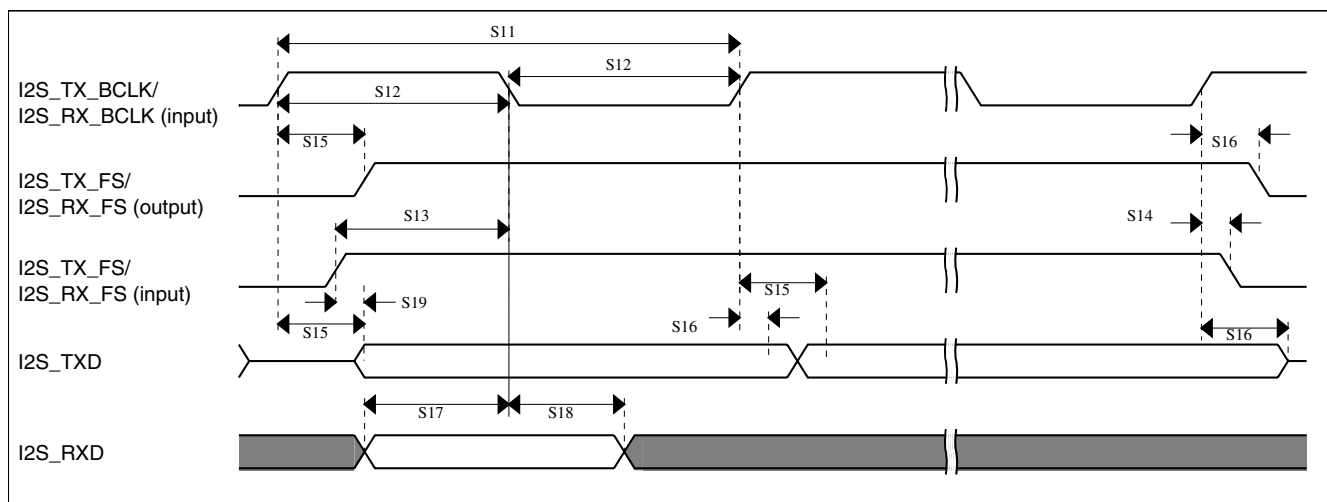 S11
I2S_TX_BCLK/
I2S_RX_BCLK (input)
S12
S12
S15
S16
I2S_TX_FS/
I2S_RX_FS (output)
S13
S14
I2S_TX_FS/
I2S_RX_FS (input)
S19
S15
S15
S16
S16
I2S_TXD
S17
S18
I2S_RXD